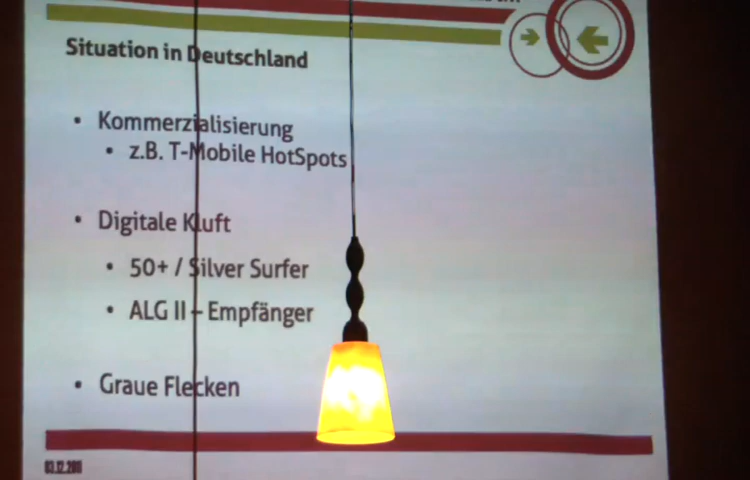 Situation in Deutschland
• Kommerzialisierung
• z.B. T-Mobile HotSpots
• Digitale Kluft
• 50+ / Silver Surfer
• ALG II – Empfänger
• Graue Flecken